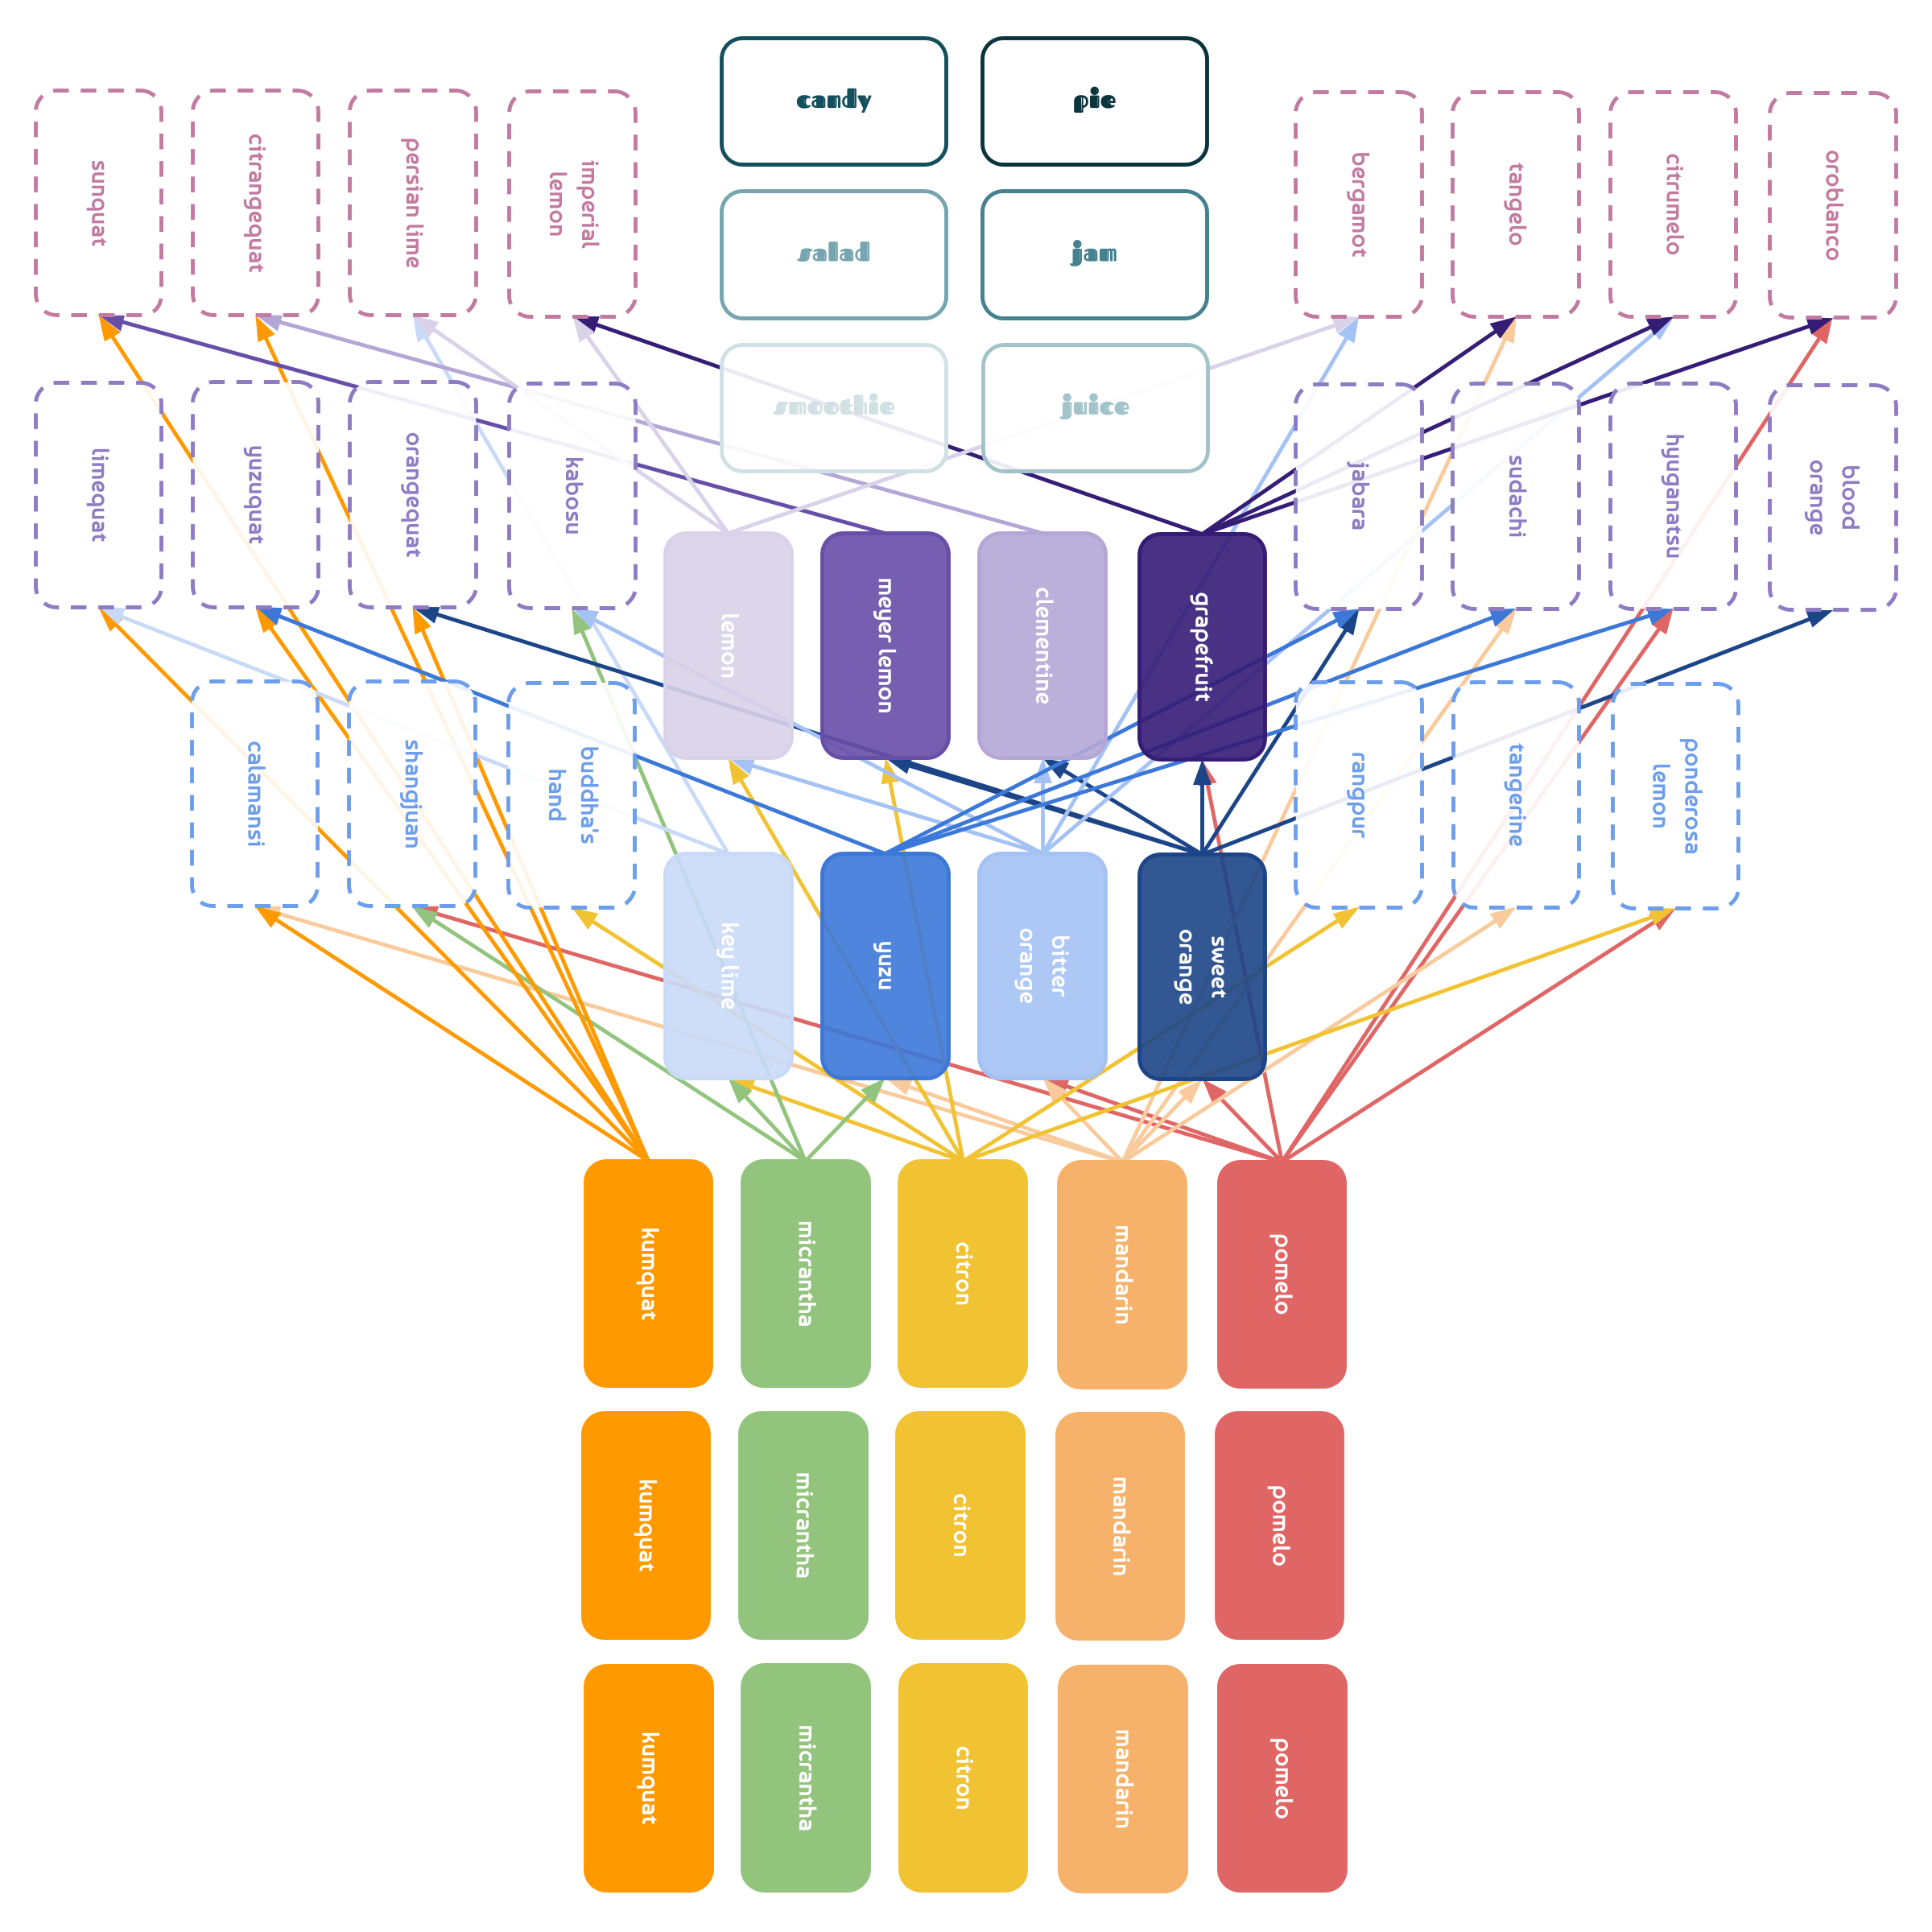 candy
pie
sunquat
citrangequat
persian lime
imperial
lemon
salad
jam
bergamot
tangelo
citrumelo
oroblanco
smoothie
juice
limequat
yuzuquat
orangequat
kabosu
jabara
sudachi
hyuganatsu
blood
orange
lemon
meyer lemon
clementine
grapefruit
calamansi
shangjuan
buddha's
hand
rangpur
tangerine
ponderosa
lemon
key lime
yuzu
bitter
orange
sweet
orange
kumquat
micrantha
citron
mandarin
pomelo
kumquat
micrantha
citron
mandarin
pomelo
kumquat
micrantha
citron
mandarin
pomelo